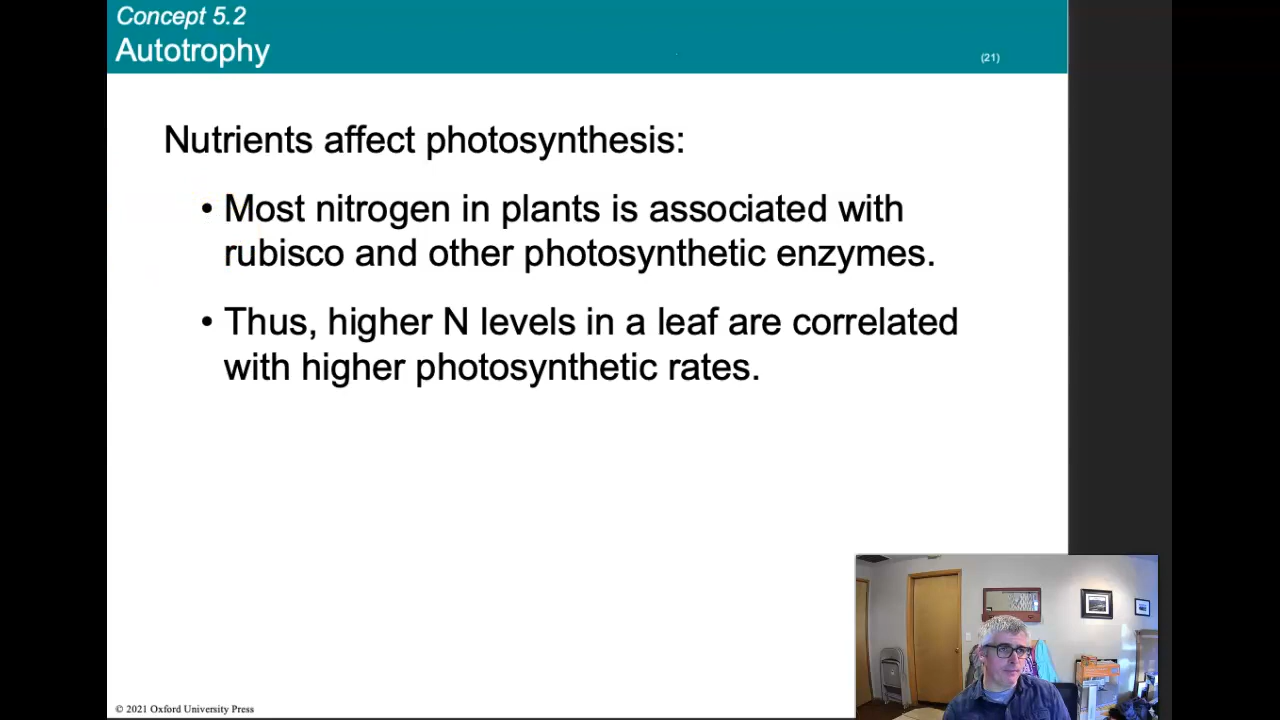 Concept 5.2
Autotrophy
(21)
Nutrients affect photosynthesis:
• Most nitrogen in plants is associated with
rubisco and other photosynthetic enzymes.
• Thus, higher N levels in a leaf are correlated
with higher photosynthetic rates.
© 2021 Oxford University Press